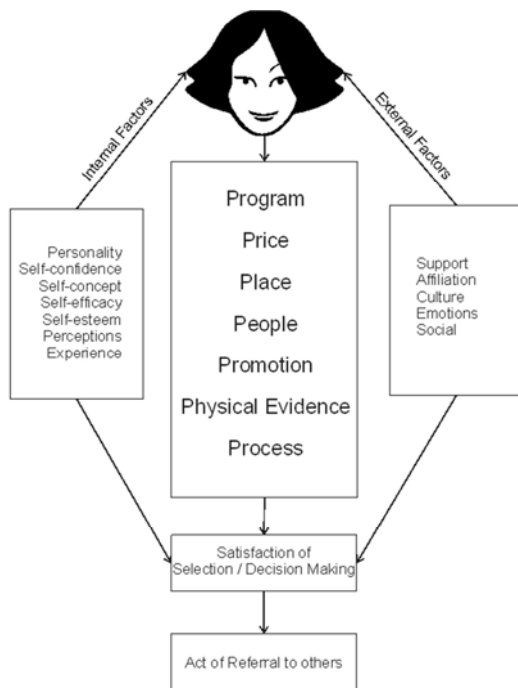 Internal Factors
External Factors
Personality
Self-confidence
Self-concept
Self-efficacy
Self-esteem
Perceptions
Experience
Program
Price
Place
People
Promotion
Physical Evidence
Process
Support
Affiliation
Culture
Emotions
Social
Satisfaction of
Selection / Decision Making
Act of Referral to others